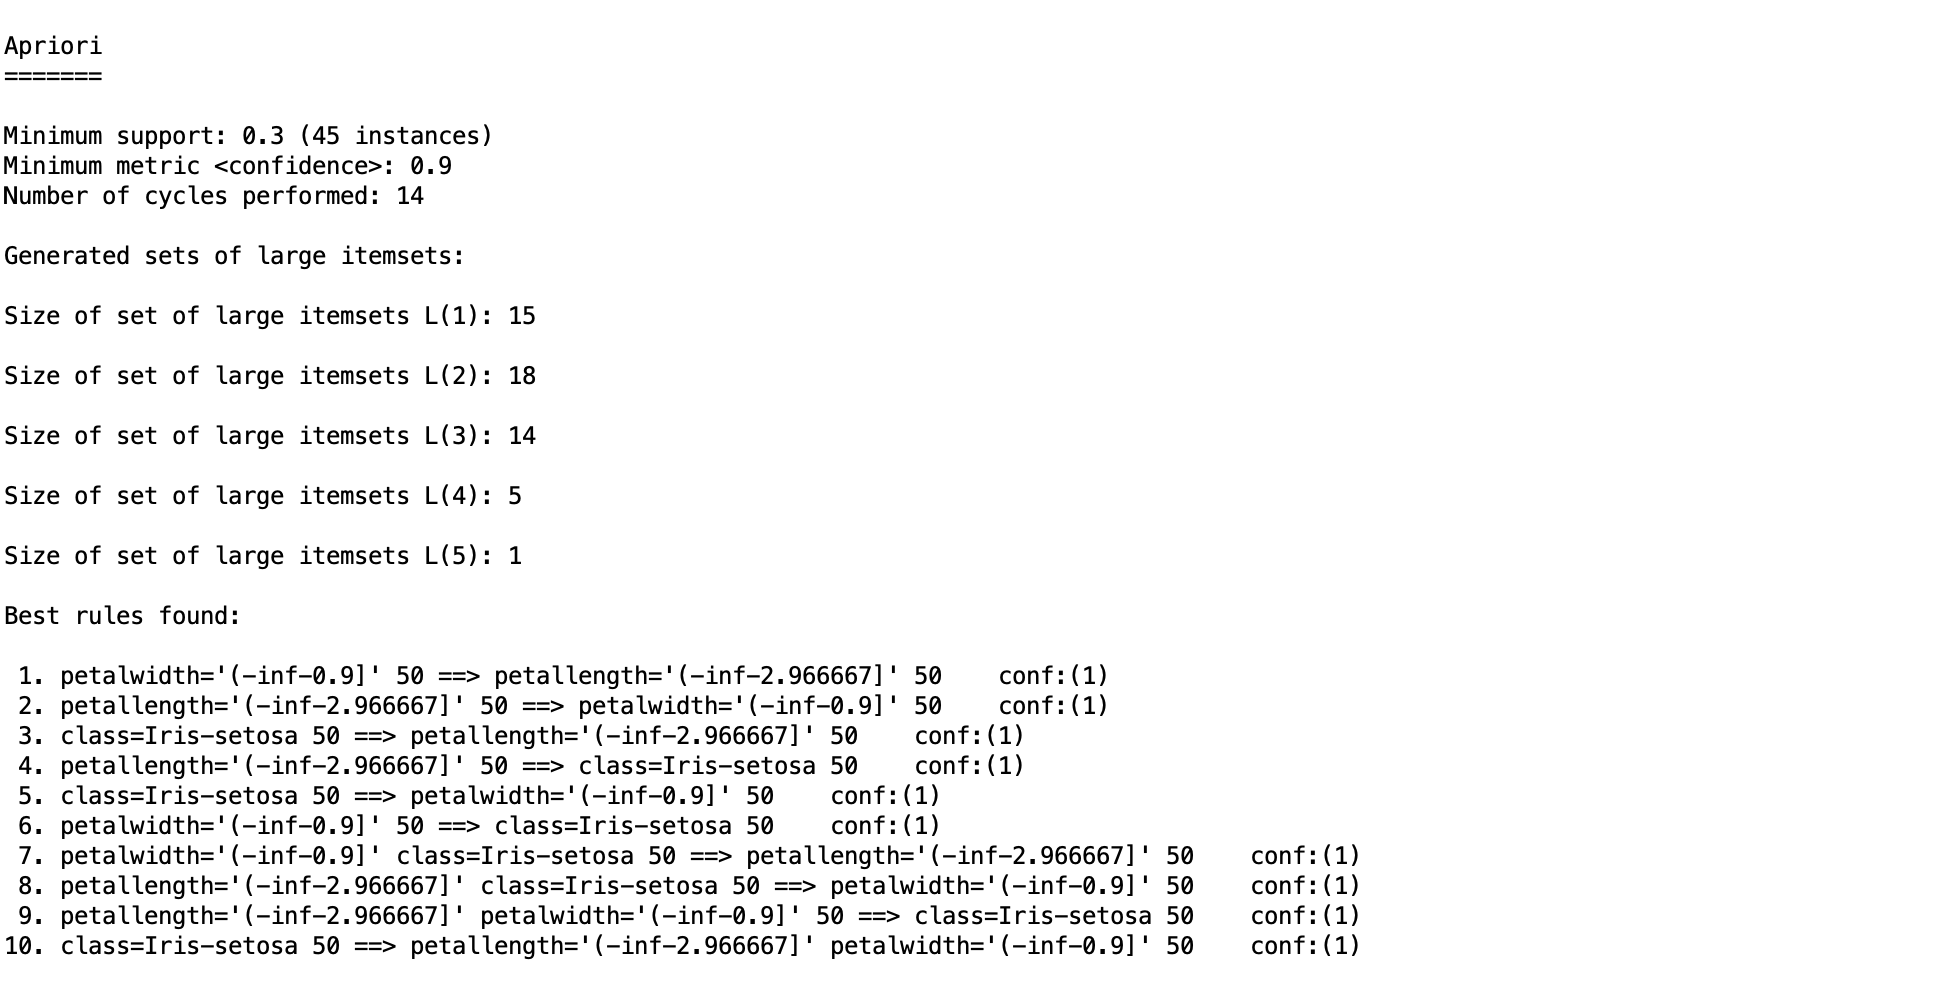 Apriori
=======
Minimum support: 0.3 (45 instances)
Minimum metric <confidence>: 0.9
Number of cycles performed: 14
Generated sets of large itemsets:
Size of set of large itemsets L(1): 15
Size of set of large itemsets L(2): 18
Size of set of large itemsets L(3): 14
Size of set of large itemsets L(4): 5
Size of set of large itemsets L(5): 1
Best rules found:
1. petalwidth='(-inf-0.9]' 50 ==> petallength='(-inf-2.966667]' 50    conf:(1)
2. petallength='(-inf-2.966667]' 50 ==> petalwidth='(-inf-0.9]' 50    conf:(1)
3. class=Iris-setosa 50 ==> petallength='(-inf-2.966667]' 50    conf:(1)
4. petallength='(-inf-2.966667]' 50 ==> class=Iris-setosa 50    conf:(1)
5. class=Iris-setosa 50 ==> petalwidth='(-inf-0.9]' 50    conf:(1)
6. petalwidth='(-inf-0.9]' 50 ==> class=Iris-setosa 50    conf:(1)
7. petalwidth='(-inf-0.9]' class=Iris-setosa 50 ==> petallength='(-inf-2.966667]' 50    conf:(1)
8. petallength='(-inf-2.966667]' class=Iris-setosa 50 ==> petalwidth='(-inf-0.9]' 50    conf:(1)
9. petallength='(-inf-2.966667]' petalwidth='(-inf-0.9]' 50 ==> class=Iris-setosa 50    conf:(1)
10. class=Iris-setosa 50 ==> petallength='(-inf-2.966667]' petalwidth='(-inf-0.9]' 50    conf:(1)